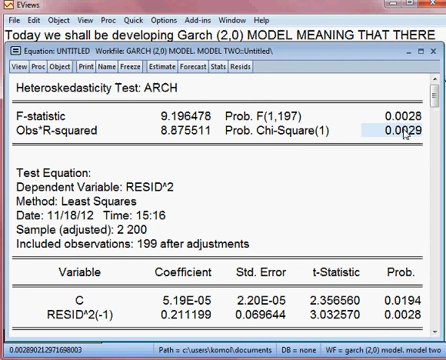 EViews
File Edit Object View Proc Quick Options Add-ins Window Help
Today we shall be developing Garch (2,0) MODEL MEANING THAT THERE
Equation: UNTITLED Workfile: GARCH (2,0) MODEL. MODEL TWO::Untitled\
View Proc Object Print Name Freeze Estimate Forecast Stats Resids
Heteroskedasticity Test: ARCH
F-statistic 9.196478 Prob. F(1,197) 0.0028
Obs*R-squared 8.875511 Prob. Chi-Square(1) 0.0029
Test Equation:
Dependent Variable: RESID^2
Method: Least Squares
Date: 11/18/12 Time: 15:16
Sample (adjusted): 2 200
Included observations: 199 after adjustments
Variable Coefficient Std. Error t-Statistic Prob.
C 5.19E-05 2.20E-05 2.356560 0.0194
RESID^2(-1) 0.211199 0.069644 3.032570 0.0028
0.002890212971698003 Path = c:\users\komol\documents DB = none WF = garch (2,0) model. model two